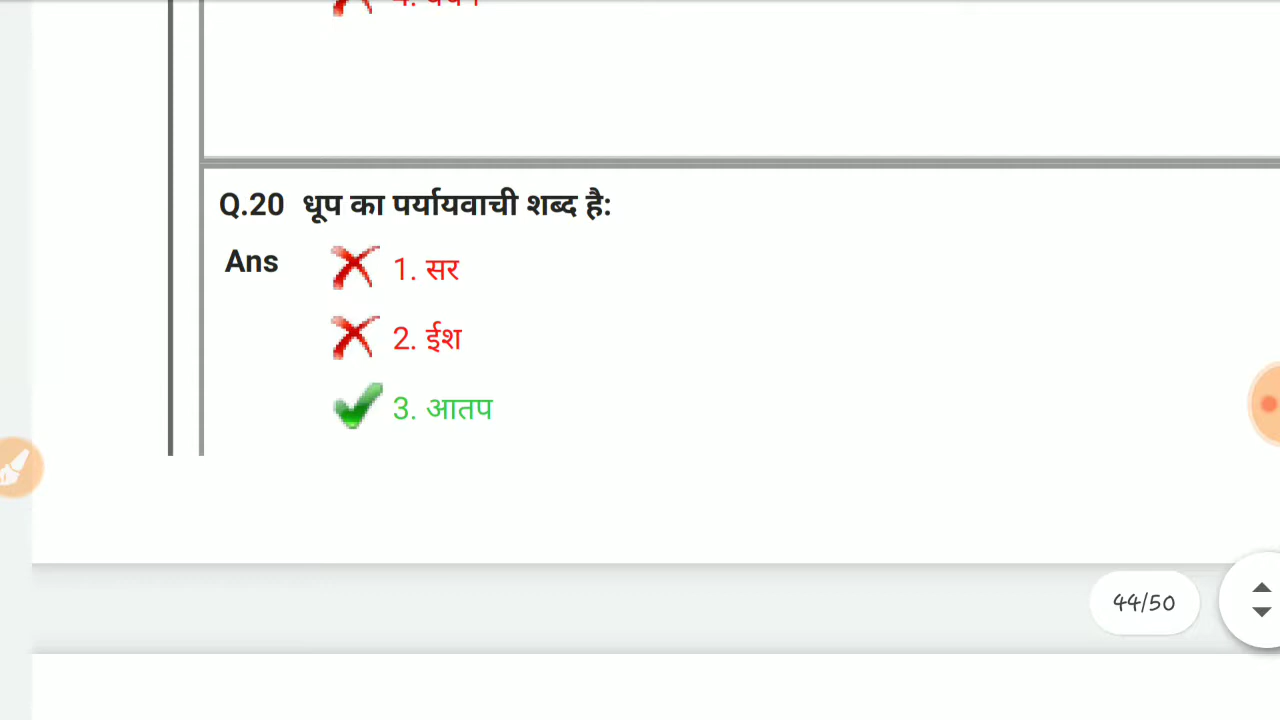 Q.20 धूप का पर्यायवाची शब्द है:
Ans
1. सर
2. ईश
3. आतप
44/50